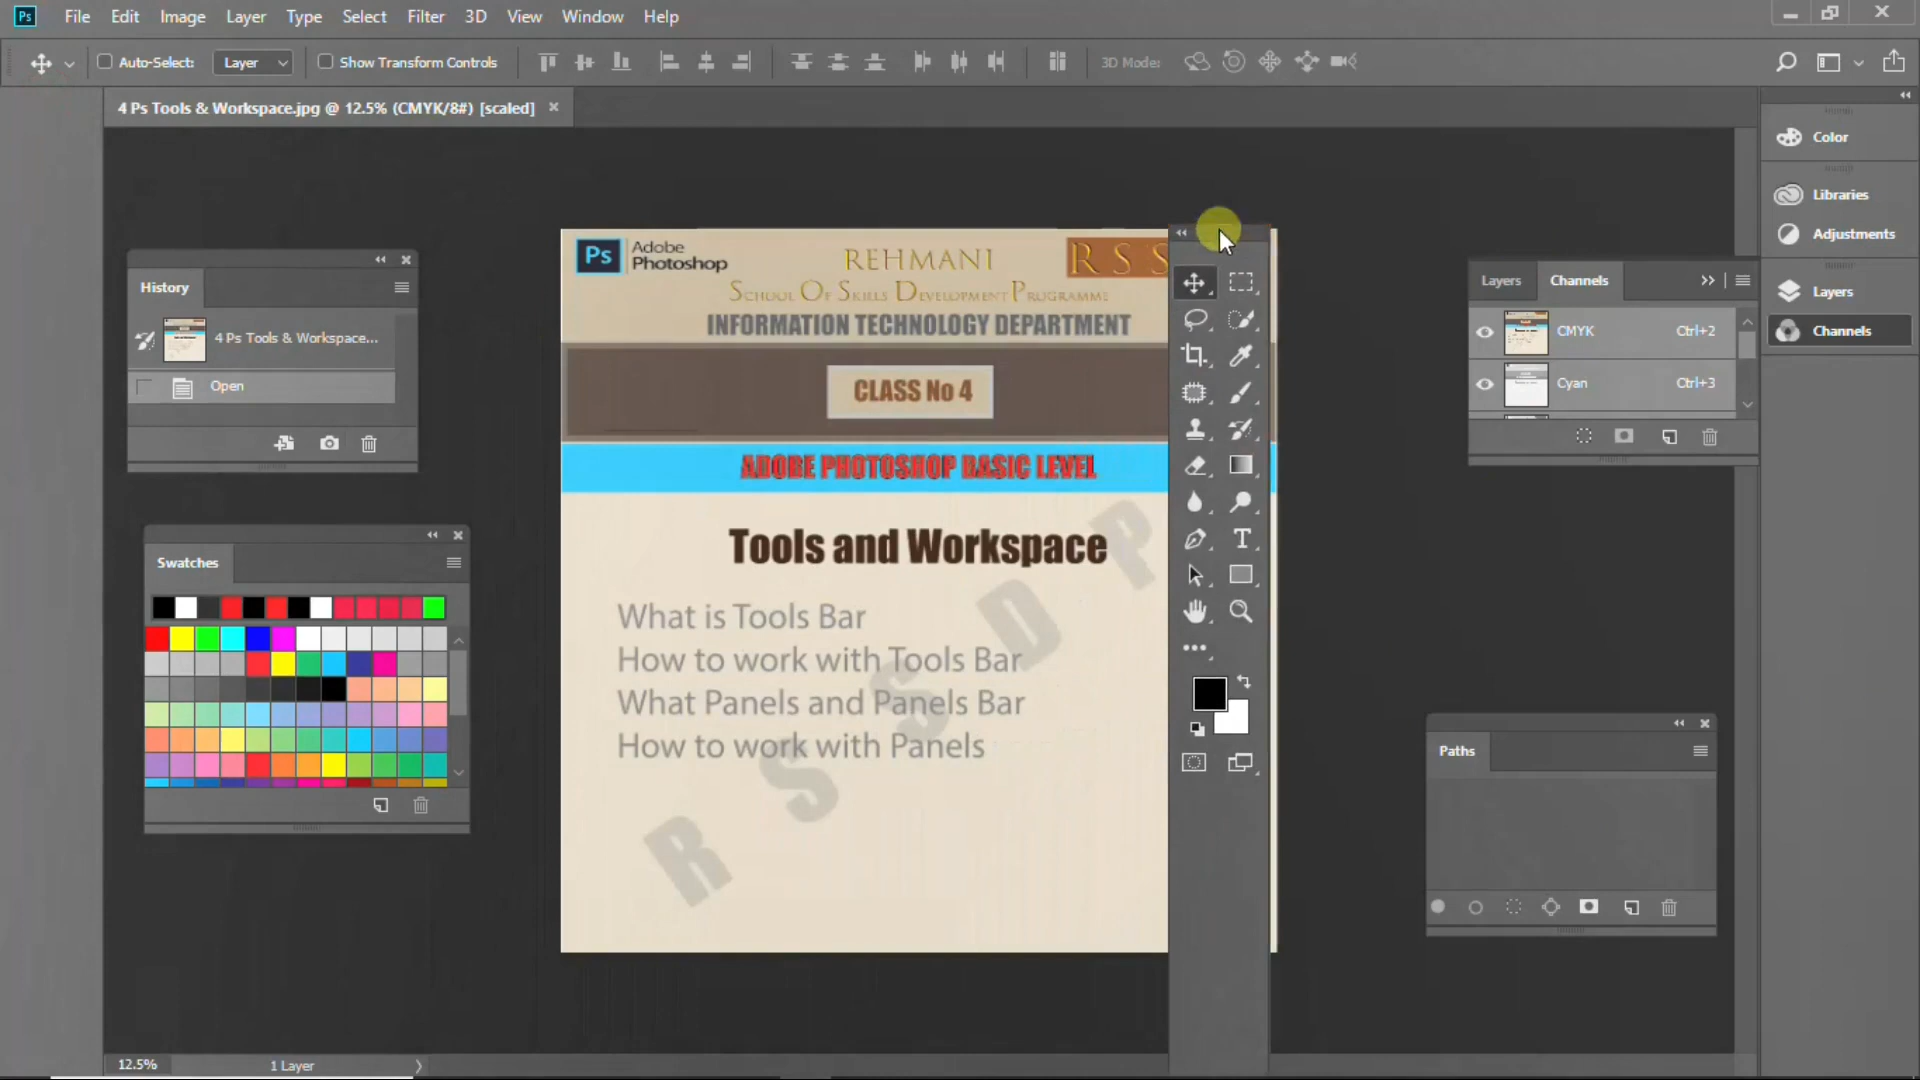 Ps File Edit Image Layer Type Select Filter 3D View Window Help
Auto-Select: Layer Show Transform Controls 3D Mode:
4 Ps Tools & Workspace.jpg @ 12.5% (CMYK/8#) [scaled]
History
4 Ps Tools & Workspace...
Open
Swatches
Ps Adobe Photoshop
REHMANI
RSS
School Of Skills Development Programme
INFORMATION TECHNOLOGY DEPARTMENT
CLASS No 4
ADOBE PHOTOSHOP BASIC LEVEL
Tools and Workspace
What is Tools Bar
How to work with Tools Bar
What Panels and Panels Bar
How to work with Panels
RSSDP
T
Layers Channels
CMYK Ctrl+2
Cyan Ctrl+3
Paths
Color
Libraries
Adjustments
Layers
Channels
12.5% 1 Layer